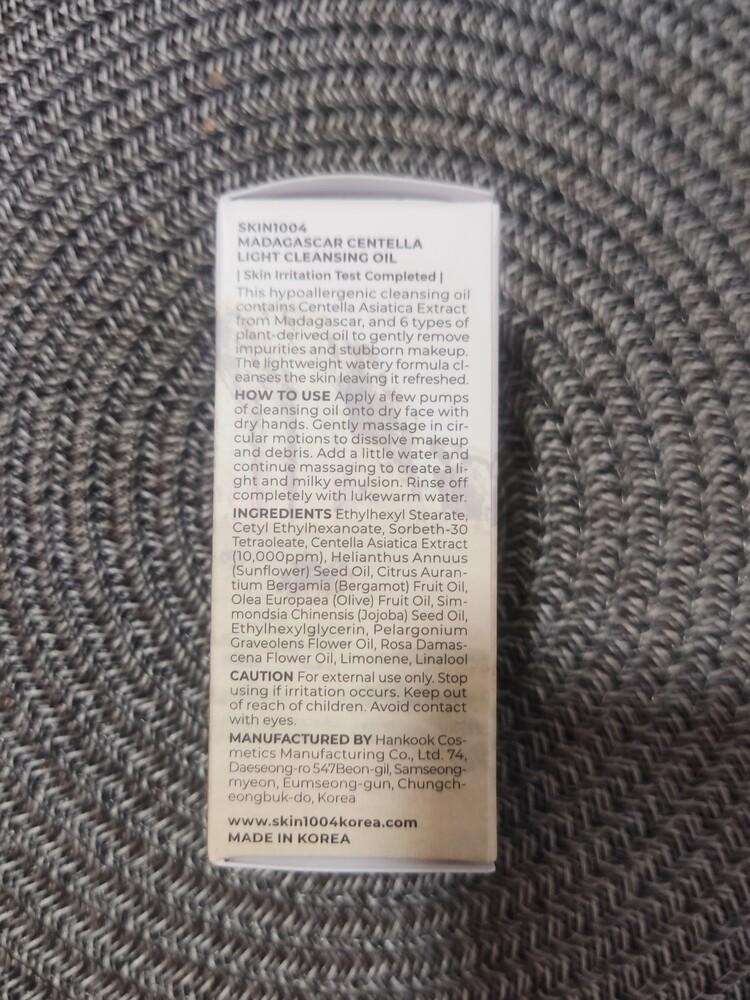 SKIN1004
MADAGASCAR CENTELLA
LIGHT CLEANSING OIL
| Skin Irritation Test Completed |
This hypoallergenic cleansing oil
contains Centella Asiatica Extract
from Madagascar, and 6 types of
plant-derived oil to gently remove
impurities and stubborn makeup.
The lightweight watery formula cl-
eanses the skin leaving it refreshed.
HOW TO USE Apply a few pumps
of cleansing oil onto dry face with
dry hands. Gently massage in cir-
cular motions to dissolve makeup
and debris. Add a little water and
continue massaging to create a li-
ght and milky emulsion. Rinse off
completely with lukewarm water.
INGREDIENTS Ethylhexyl Stearate,
Cetyl Ethylhexanoate, Sorbeth-30
Tetraoleate, Centella Asiatica Extract
(10,000ppm), Helianthus Annuus
(Sunflower) Seed Oil, Citrus Auran-
tium Bergamia (Bergamot) Fruit Oil,
Olea Europaea (Olive) Fruit Oil, Sim-
mondsia Chinensis (Jojoba) Seed Oil,
Ethylhexylglycerin, Pelargonium
Graveolens Flower Oil, Rosa Damas-
cena Flower Oil, Limonene, Linalool
CAUTION For external use only. Stop
using if irritation occurs. Keep out
of reach of children. Avoid contact
with eyes.
MANUFACTURED BY Hankook Cos-
metics Manufacturing Co., Ltd. 74,
Daeseong-ro 547Beon-gil, Samseong-
myeon, Eumseong-gun, Chungch-
eongbuk-do, Korea
www.skin1004korea.com
MADE IN KOREA